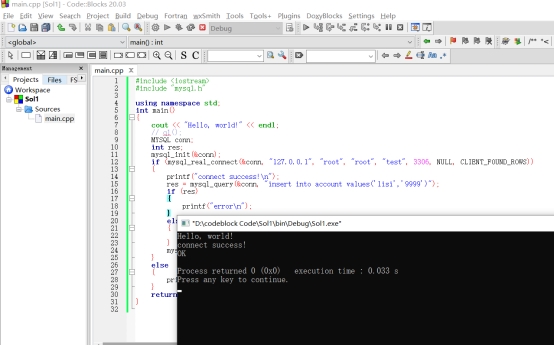 main.cpp [Sol1] - Code::Blocks 20.03
File Edit View Search Project Build Debug Fortran wxSmith Tools Tools+ Plugins DoxyBlocks Settings Help
Debug
<global>
main() : int
/** *<
S C
Management
main.cpp X
Projects Files FS
Workspace
Sol1
Sources
main.cpp
1 #include <iostream>
2 #include "mysql.h"
3
4 using namespace std;
5 int main()
6 {
7 cout << "Hello, world!" << endl;
8
9 MYSQL conn;
10 int res;
11 mysql_init(&conn);
12 if (mysql_real_connect(&conn, "127.0.0.1", "root", "root", "test", 3306, NULL, CLIENT_FOUND_ROWS))
13 {
14 printf("connect success!\n");
15 res = mysql_query(&conn, "insert into account values('lisi','9999')");
16 if (res)
17 {
18 printf("error\n");
19 }
20 els
21 {
22
23 }
24 mys
25 }
26 else
27 {
28 pr
29 }
30 return
31 }
32
"D:\codeblock Code\Sol1\bin\Debug\Sol1.exe"
Hello, world!
connect success!
OK
Process returned 0 (0x0) execution time : 0.033 s
Press any key to continue.